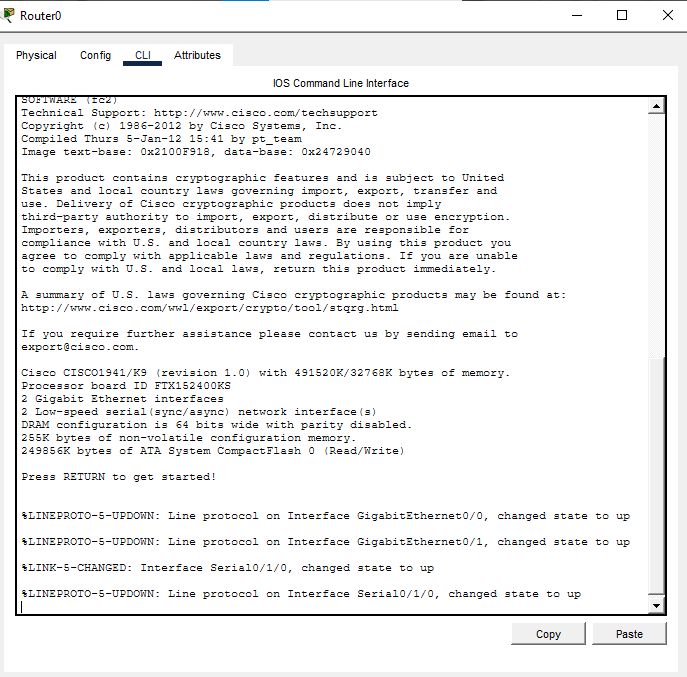 Router0
Physical Config CLI Attributes
IOS Command Line Interface
SOFTWARE (fc2)
Technical Support: http://www.cisco.com/techsupport
Copyright (c) 1986-2012 by Cisco Systems, Inc.
Compiled Thurs 5-Jan-12 15:41 by pt_team
Image text-base: 0x2100F918, data-base: 0x24729040
This product contains cryptographic features and is subject to United
States and local country laws governing import, export, transfer and
use. Delivery of Cisco cryptographic products does not imply
third-party authority to import, export, distribute or use encryption.
Importers, exporters, distributors and users are responsible for
compliance with U.S. and local country laws. By using this product you
agree to comply with applicable laws and regulations. If you are unable
to comply with U.S. and local laws, return this product immediately.
A summary of U.S. laws governing Cisco cryptographic products may be found at:
http://www.cisco.com/wwl/export/crypto/tool/stqrg.html
If you require further assistance please contact us by sending email to
export@cisco.com.
Cisco CISCO1941/K9 (revision 1.0) with 491520K/32768K bytes of memory.
Processor board ID FTX152400KS
2 Gigabit Ethernet interfaces
2 Low-speed serial(sync/async) network interface(s)
DRAM configuration is 64 bits wide with parity disabled.
255K bytes of non-volatile configuration memory.
249856K bytes of ATA System CompactFlash 0 (Read/Write)
Press RETURN to get started!
%LINEPROTO-5-UPDOWN: Line protocol on Interface GigabitEthernet0/0, changed state to up
%LINEPROTO-5-UPDOWN: Line protocol on Interface GigabitEthernet0/1, changed state to up
%LINK-5-CHANGED: Interface Serial0/1/0, changed state to up
%LINEPROTO-5-UPDOWN: Line protocol on Interface Serial0/1/0, changed state to up
Copy Paste